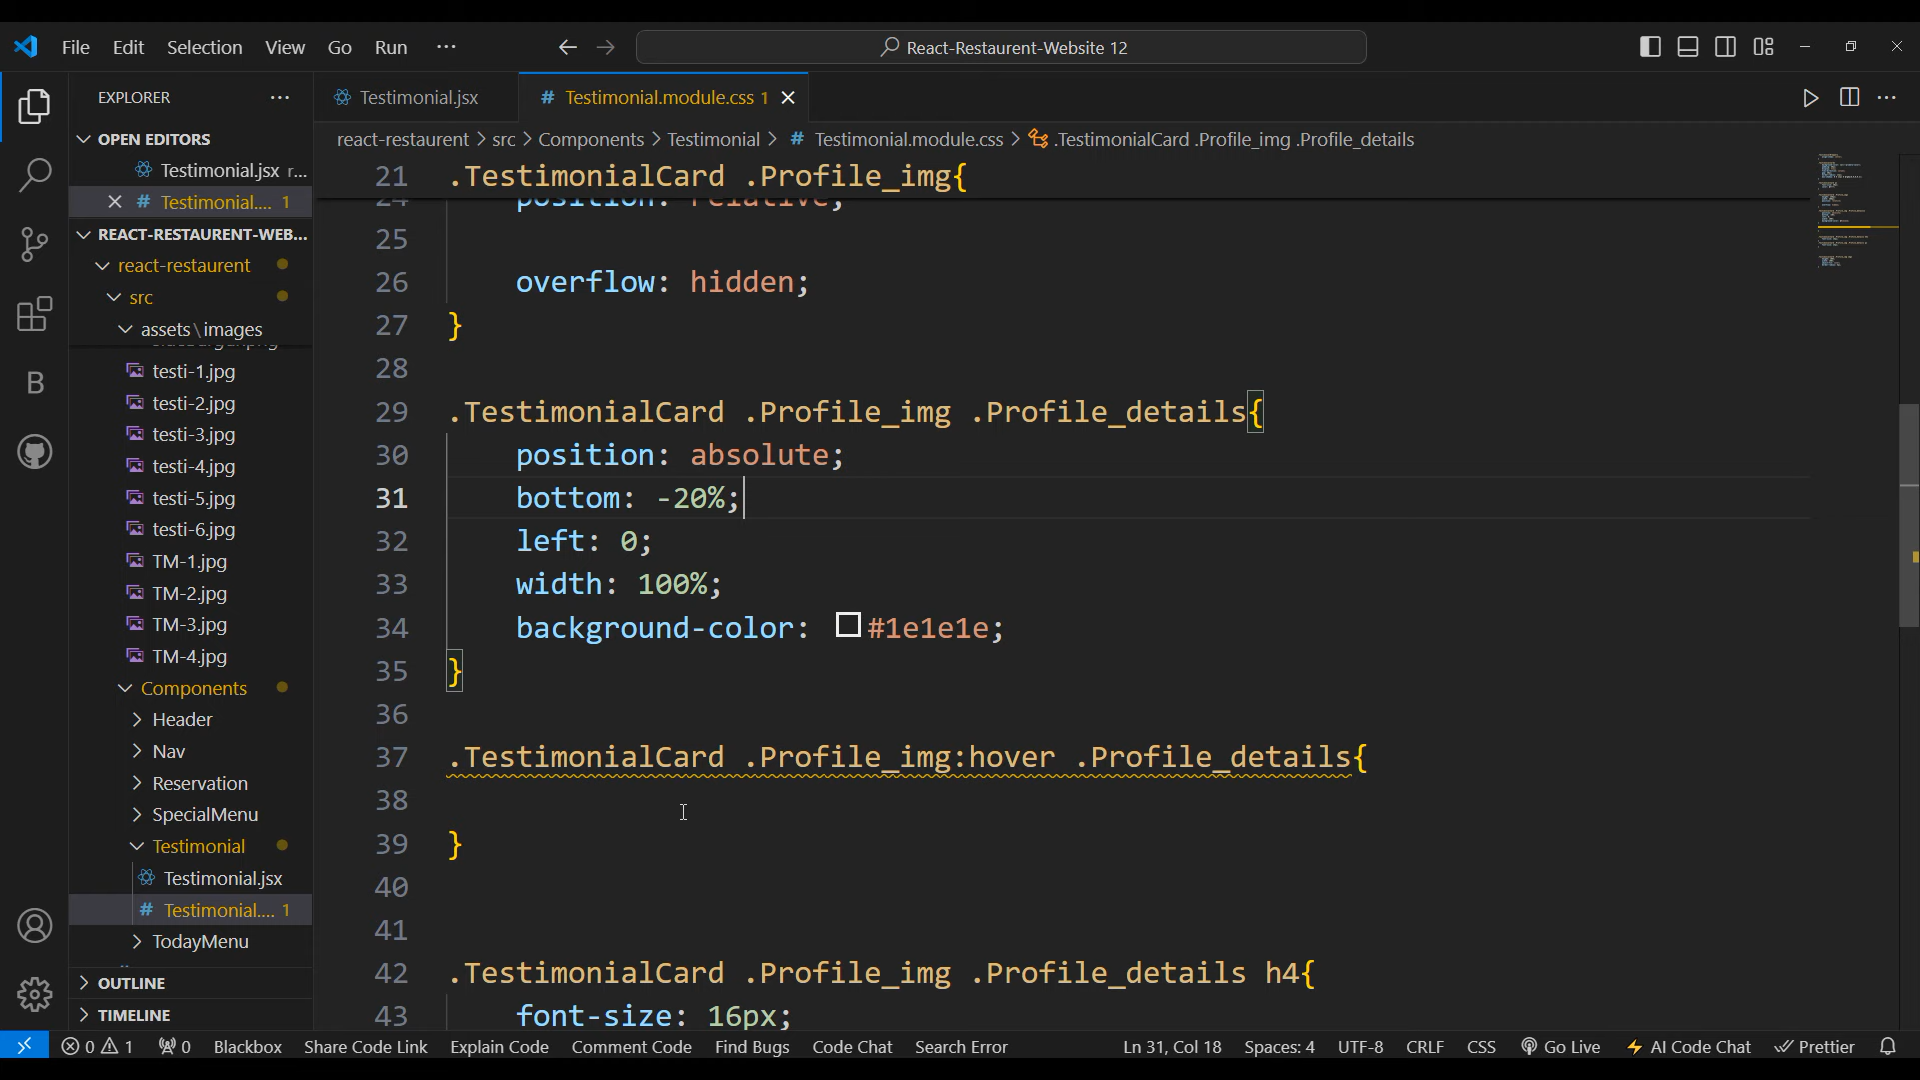 File Edit Selection View Go Run ···
React-Restaurent-Website 12
EXPLORER
OPEN EDITORS
Testimonial.jsx r...
Testimonial.... 1
REACT-RESTAURENT-WEB...
react-restaurent
src
assets\images
testi-1.jpg
testi-2.jpg
testi-3.jpg
testi-4.jpg
testi-5.jpg
testi-6.jpg
TM-1.jpg
TM-2.jpg
TM-3.jpg
TM-4.jpg
Components
Header
Nav
Reservation
SpecialMenu
Testimonial
Testimonial.jsx
Testimonial.... 1
TodayMenu
OUTLINE
TIMELINE
Testimonial.jsx
# Testimonial.module.css 1
react-restaurent > src > Components > Testimonial > # Testimonial.module.css > .TestimonialCard .Profile_img .Profile_details
21 .TestimonialCard .Profile_img{
24 position: relative;
25
26 overflow: hidden;
27 }
28
29 .TestimonialCard .Profile_img .Profile_details{
30 position: absolute;
31 bottom: -20%;
32 left: 0;
33 width: 100%;
34 background-color: #1e1e1e;
35 }
36
37 .TestimonialCard .Profile_img:hover .Profile_details{
38
39 }
40
41
42 .TestimonialCard .Profile_img .Profile_details h4{
43 font-size: 16px;
0 1 0 Blackbox Share Code Link Explain Code Comment Code Find Bugs Code Chat Search Error Ln 31, Col 18 Spaces: 4 UTF-8 CRLF CSS Go Live AI Code Chat Prettier